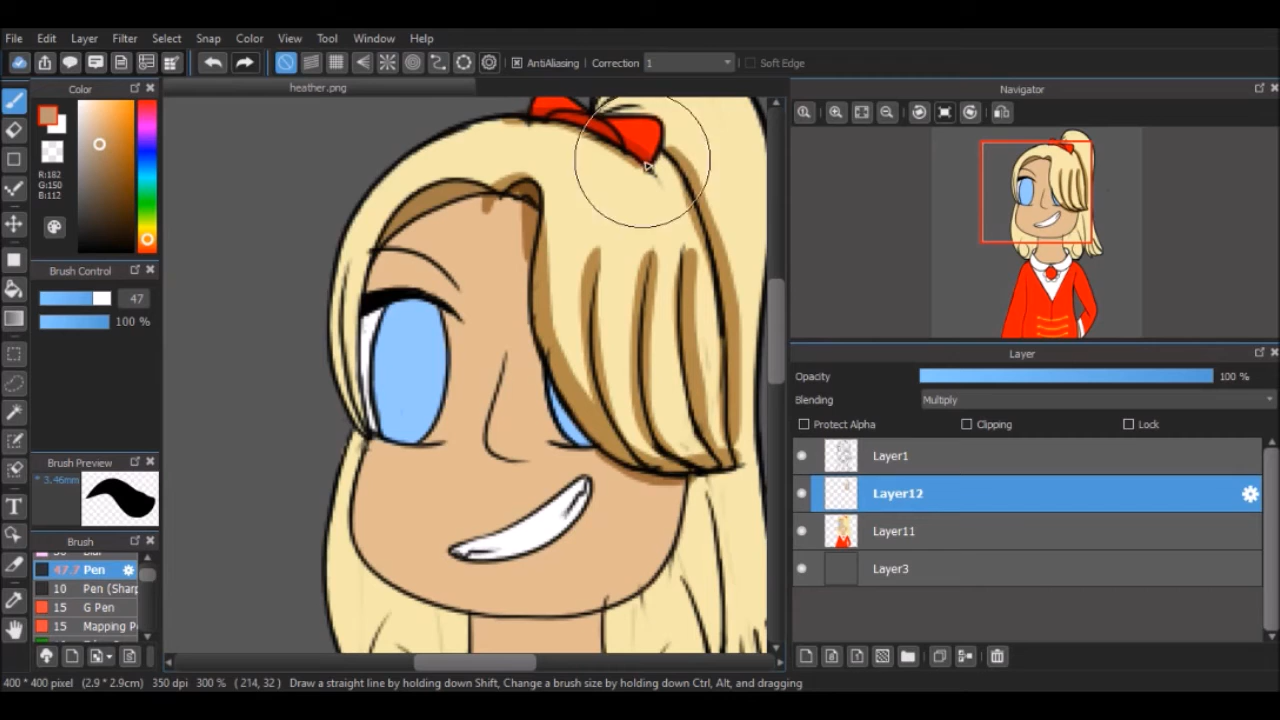 File Edit Layer Filter Select Snap Color View Tool Window Help
AntiAliasing Correction 1 Soft Edge
Color
heather.png
Navigator
R:182
G:150
B:112
Brush Control
47
100 %
Layer
Opacity 100 %
Blending Multiply
Protect Alpha Clipping Lock
Layer1
Layer12
Layer11
Layer3
Brush Preview
* 3.46mm
Brush
47.7 Pen
10 Pen (Sharp
15 G Pen
15 Mapping P
400 * 400 pixel (2.9 * 2.9cm) 350 dpi 300 % ( 214, 32 ) Draw a straight line by holding down Shift, Change a brush size by holding down Ctrl, Alt, and dragging